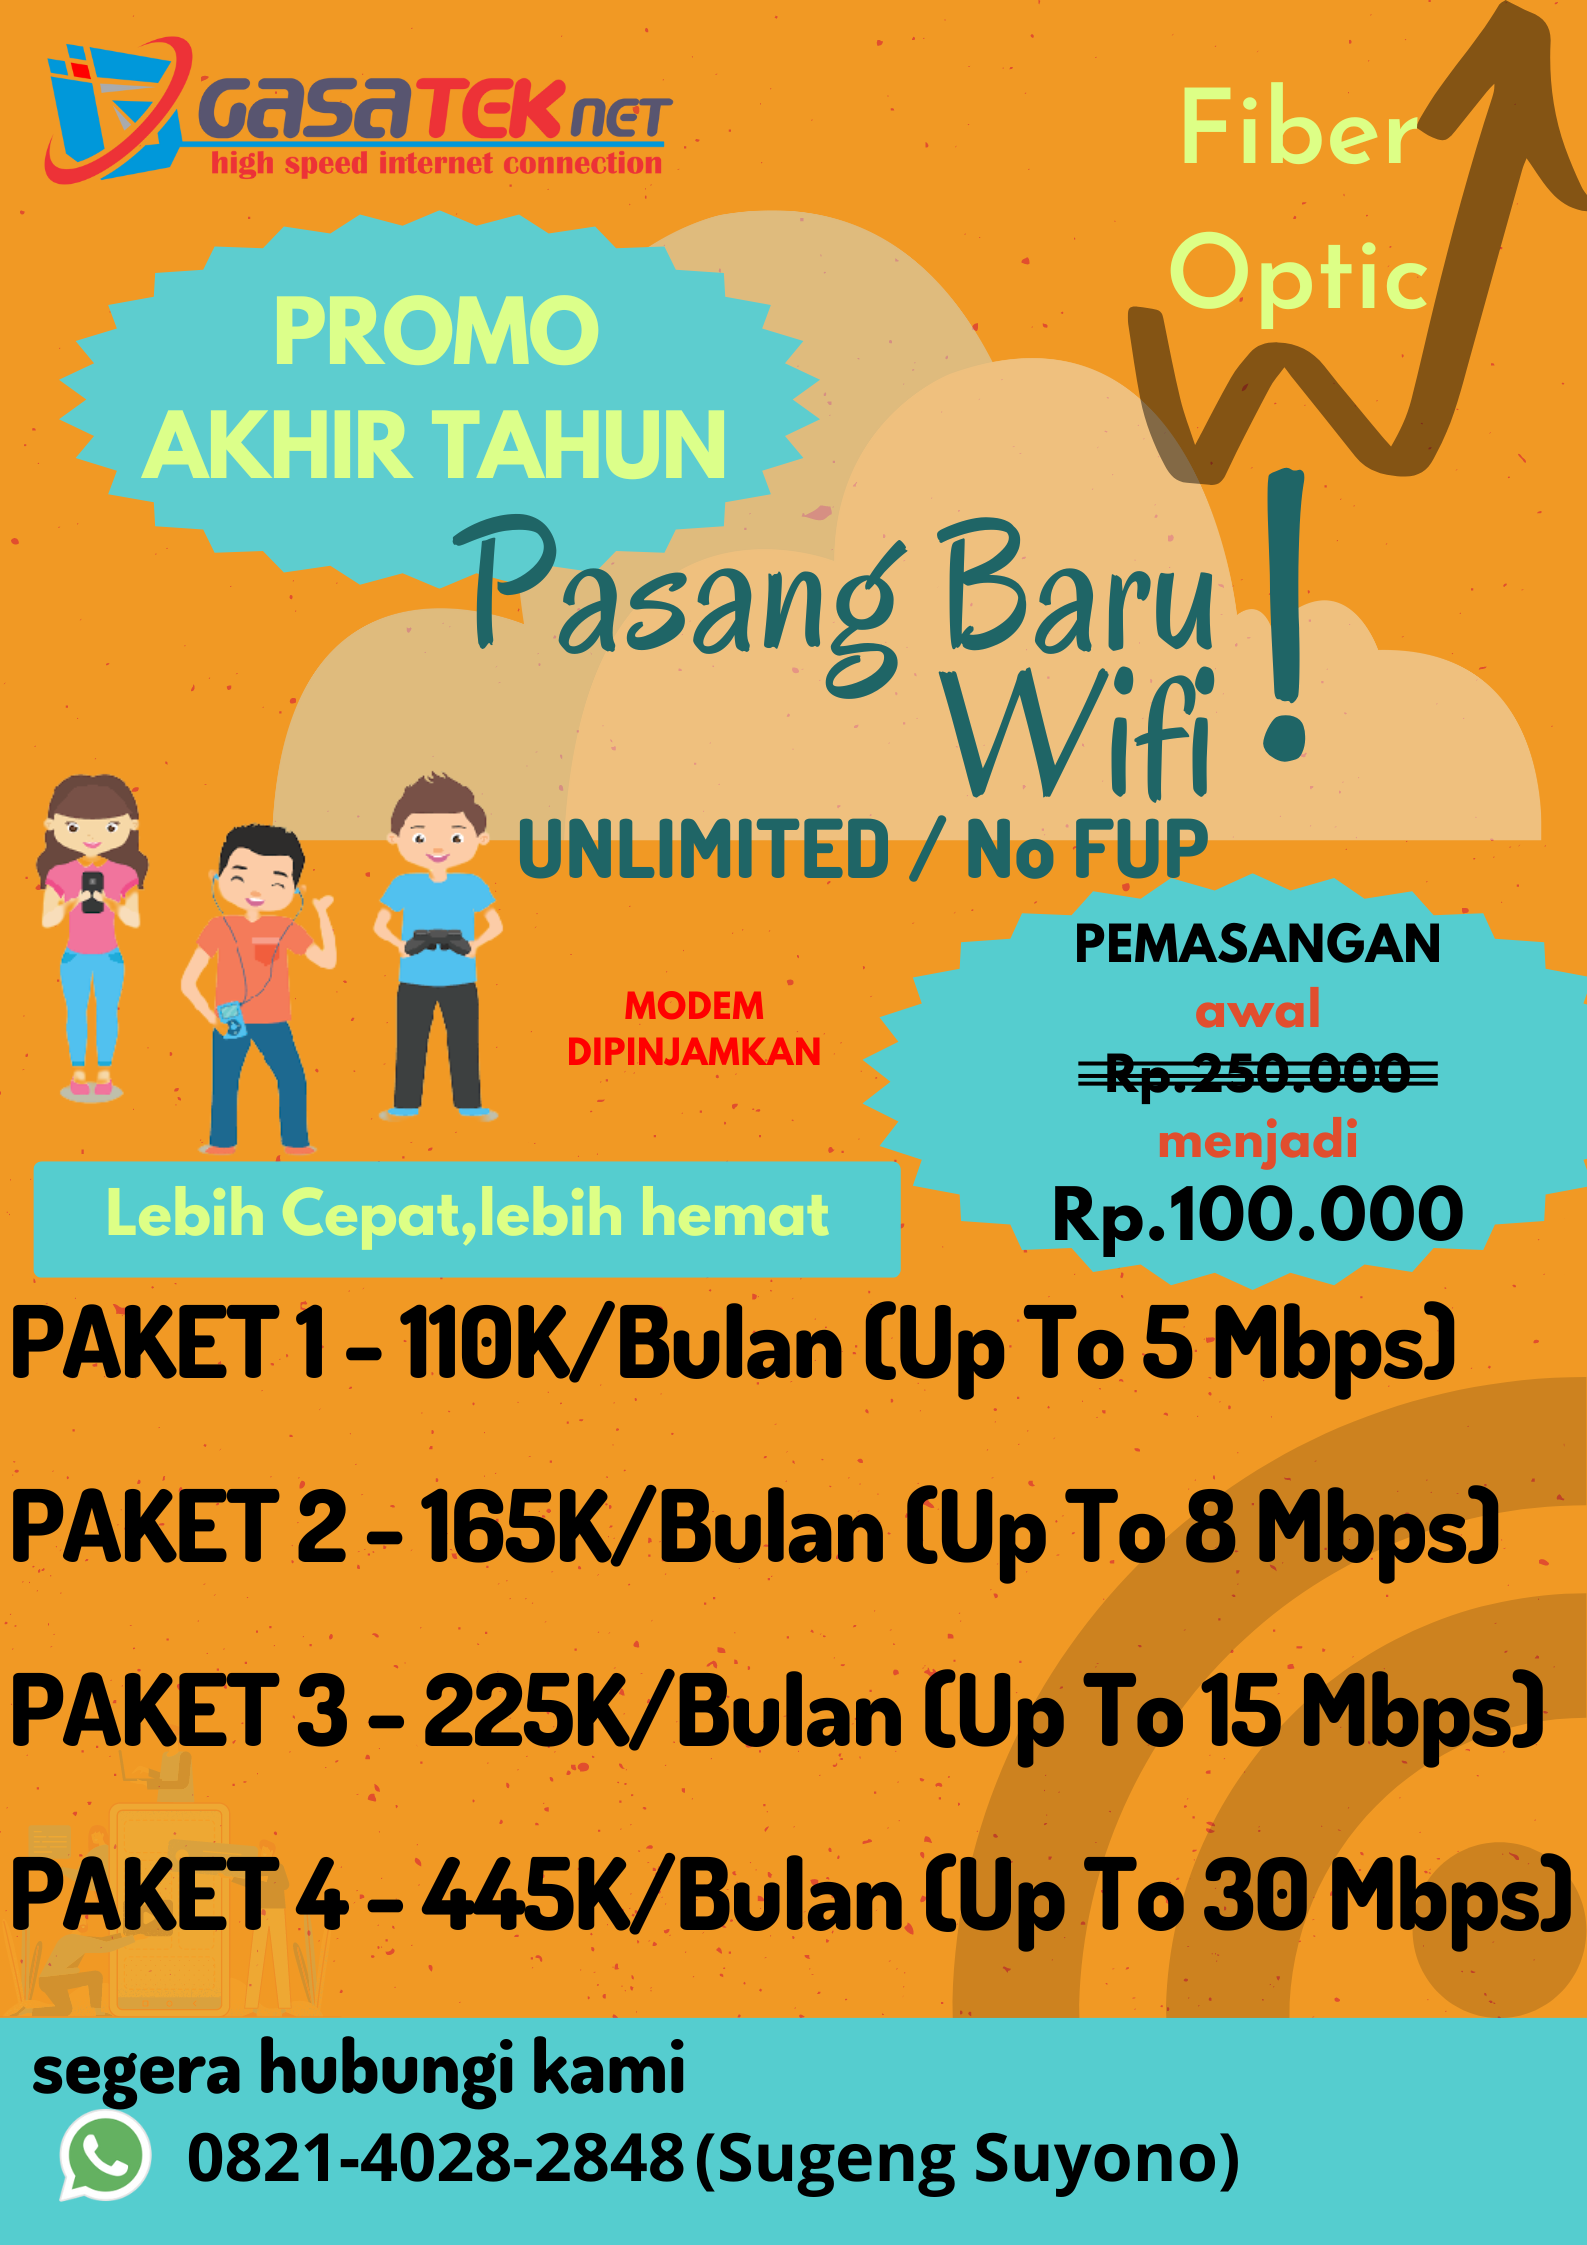 GASATEK NET
high speed internet connection
Fiber
Optic
PROMO
AKHIR TAHUN
Pasang Baru
Wifi !
UNLIMITED / No FUP
MODEM
DIPINJAMKAN
PEMASANGAN
awal
Rp.250.000
menjadi
Rp.100.000
Lebih Cepat,lebih hemat
PAKET 1 - 110K/Bulan (Up To 5 Mbps)
PAKET 2 - 165K/Bulan (Up To 8 Mbps)
PAKET 3 - 225K/Bulan (Up To 15 Mbps)
PAKET 4 - 445K/Bulan (Up To 30 Mbps)
segera hubungi kami
0821-4028-2848 (Sugeng Suyono)